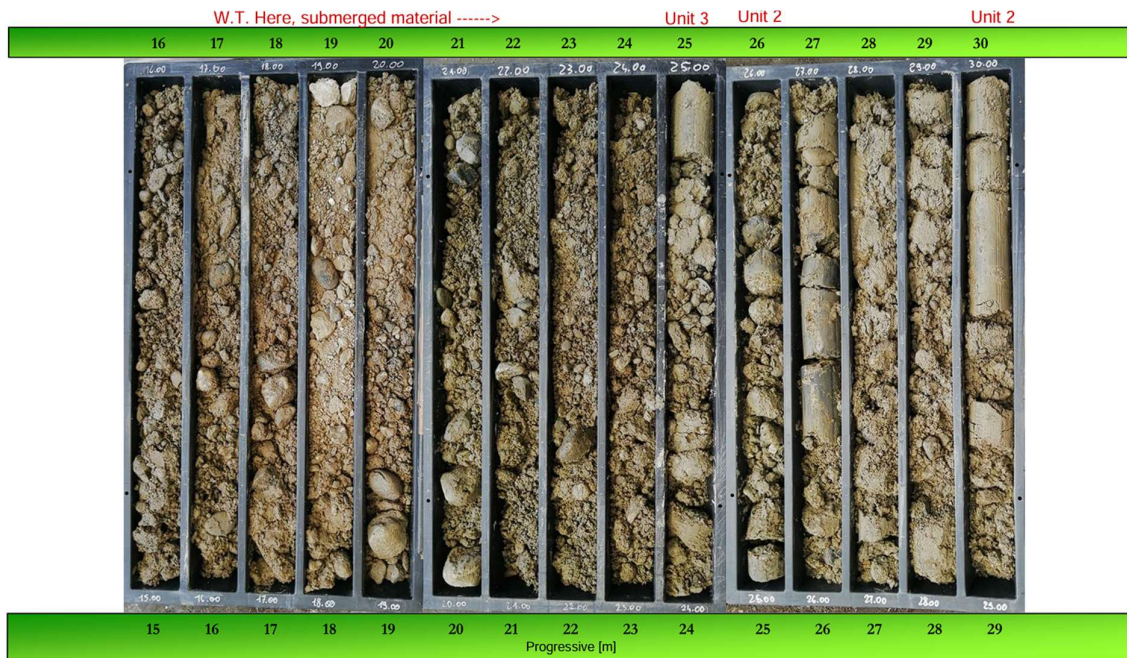 W.T. Here, submerged material ------> Unit 3 Unit 2 Unit 2
16 17 18 19 20 21 22 23 24 25 26 27 28 29 30
16.00 17.00 18.00 19.00 20.00 21.00 22.00 23.00 24.00 25.00 26.00 27.00 28.00 29.00 30.00
15.00 16.00 17.00 18.00 19.00 20.00 21.00 22.00 23.00 24.00 25.00 26.00 27.00 28.00 29.00
15 16 17 18 19 20 21 22 23 24 25 26 27 28 29
Progressive [m]